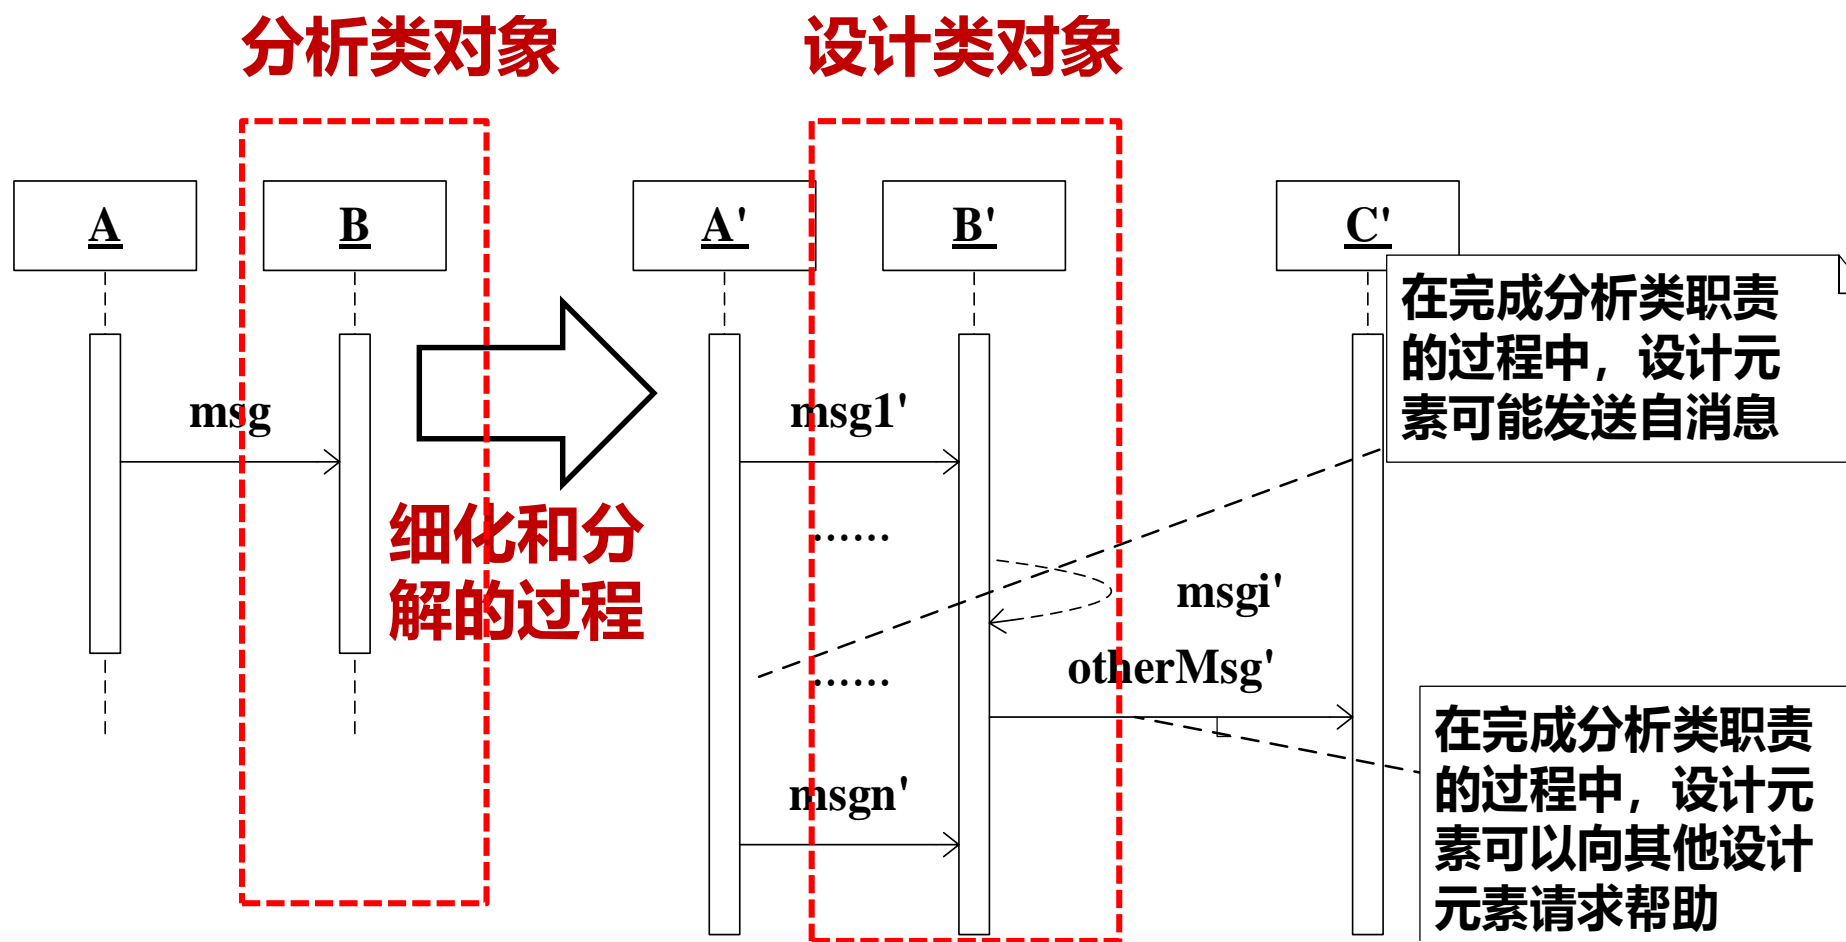 分析类对象
设计类对象
A
B
A'
B'
C'
在完成分析类职责
的过程中，设计元
素可能发送自消息
msg
msg1'
细化和分
解的过程
......
msgi'
otherMsg'
......
msgn'
在完成分析类职责
的过程中，设计元
素可以向其他设计
元素请求帮助